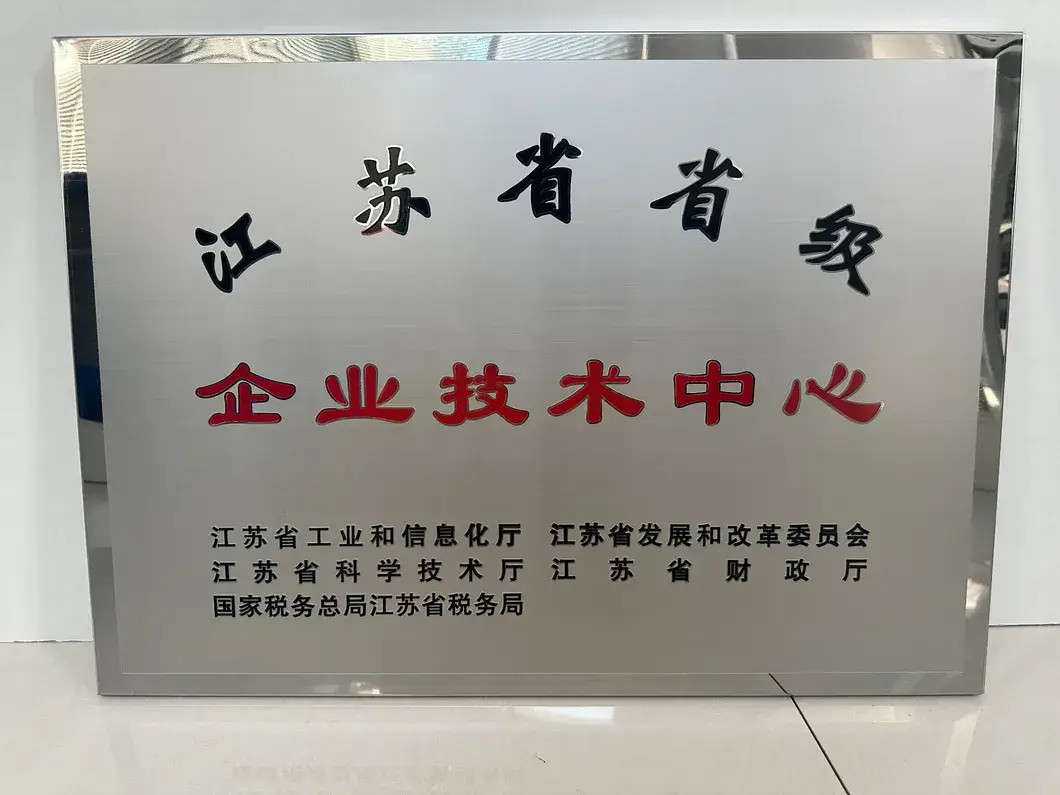 江苏省省级
企业技术中心
江苏省工业和信息化厅 江苏省发展和改革委员会
江苏省科学技术厅 江苏省财政厅
国家税务总局江苏省税务局